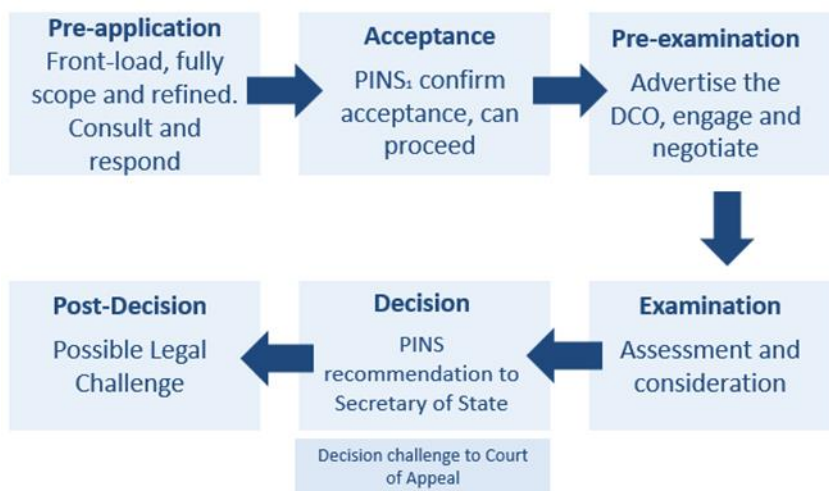 Pre-application
Front-load, fully
scope and refined.
Consult and
respond
Acceptance
PINS₁ confirm
acceptance, can
proceed
Pre-examination
Advertise the
DCO, engage and
negotiate
Examination
Assessment and
consideration
Decision
PINS
recommendation to
Secretary of State
Decision challenge to Court
of Appeal
Post-Decision
Possible Legal
Challenge